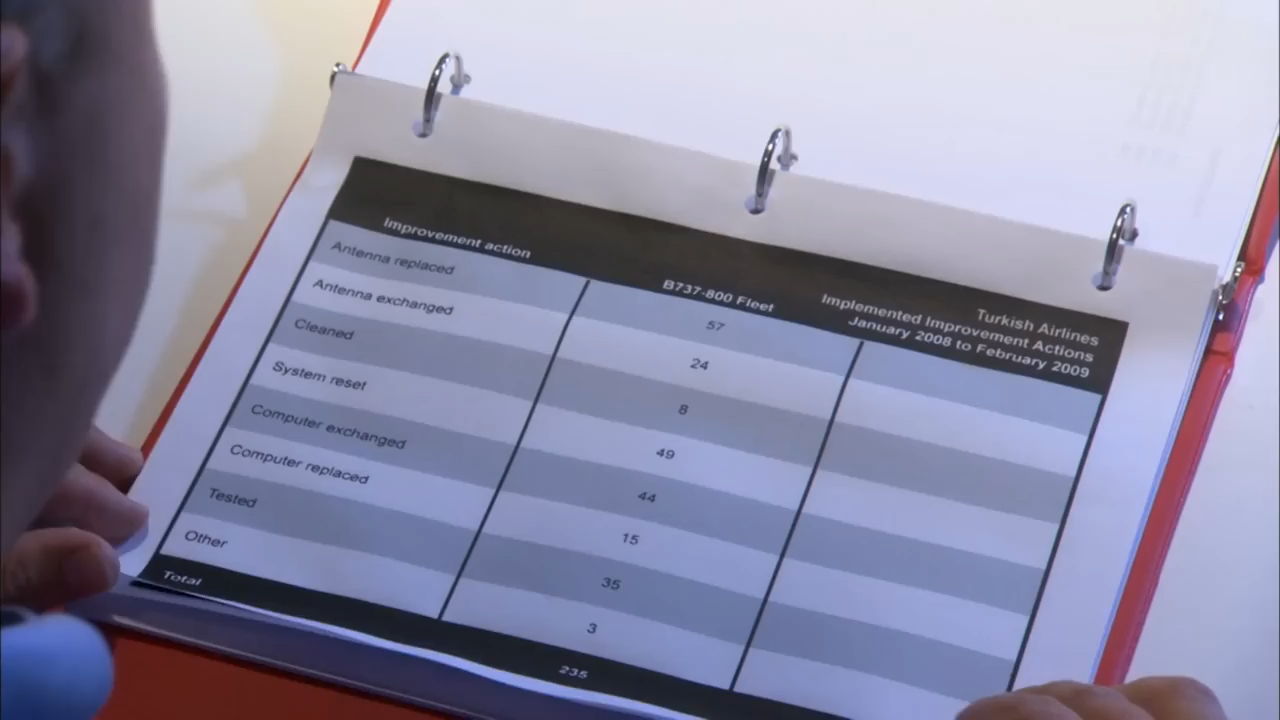 Turkish Airlines
Implemented Improvement Actions
January 2008 to February 2009
Improvement action B737-800 Fleet
Antenna replaced 57
Antenna exchanged 24
Cleaned 8
System reset 49
Computer exchanged 44
Computer replaced 15
Tested 35
Other 3
Total 235